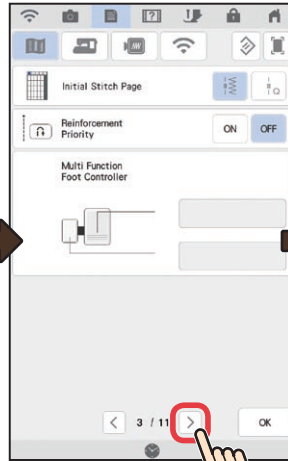 Initial Stitch Page
Reinforcement
Priority
ON
OFF
Multi Function
Foot Controller
3 / 11
OK